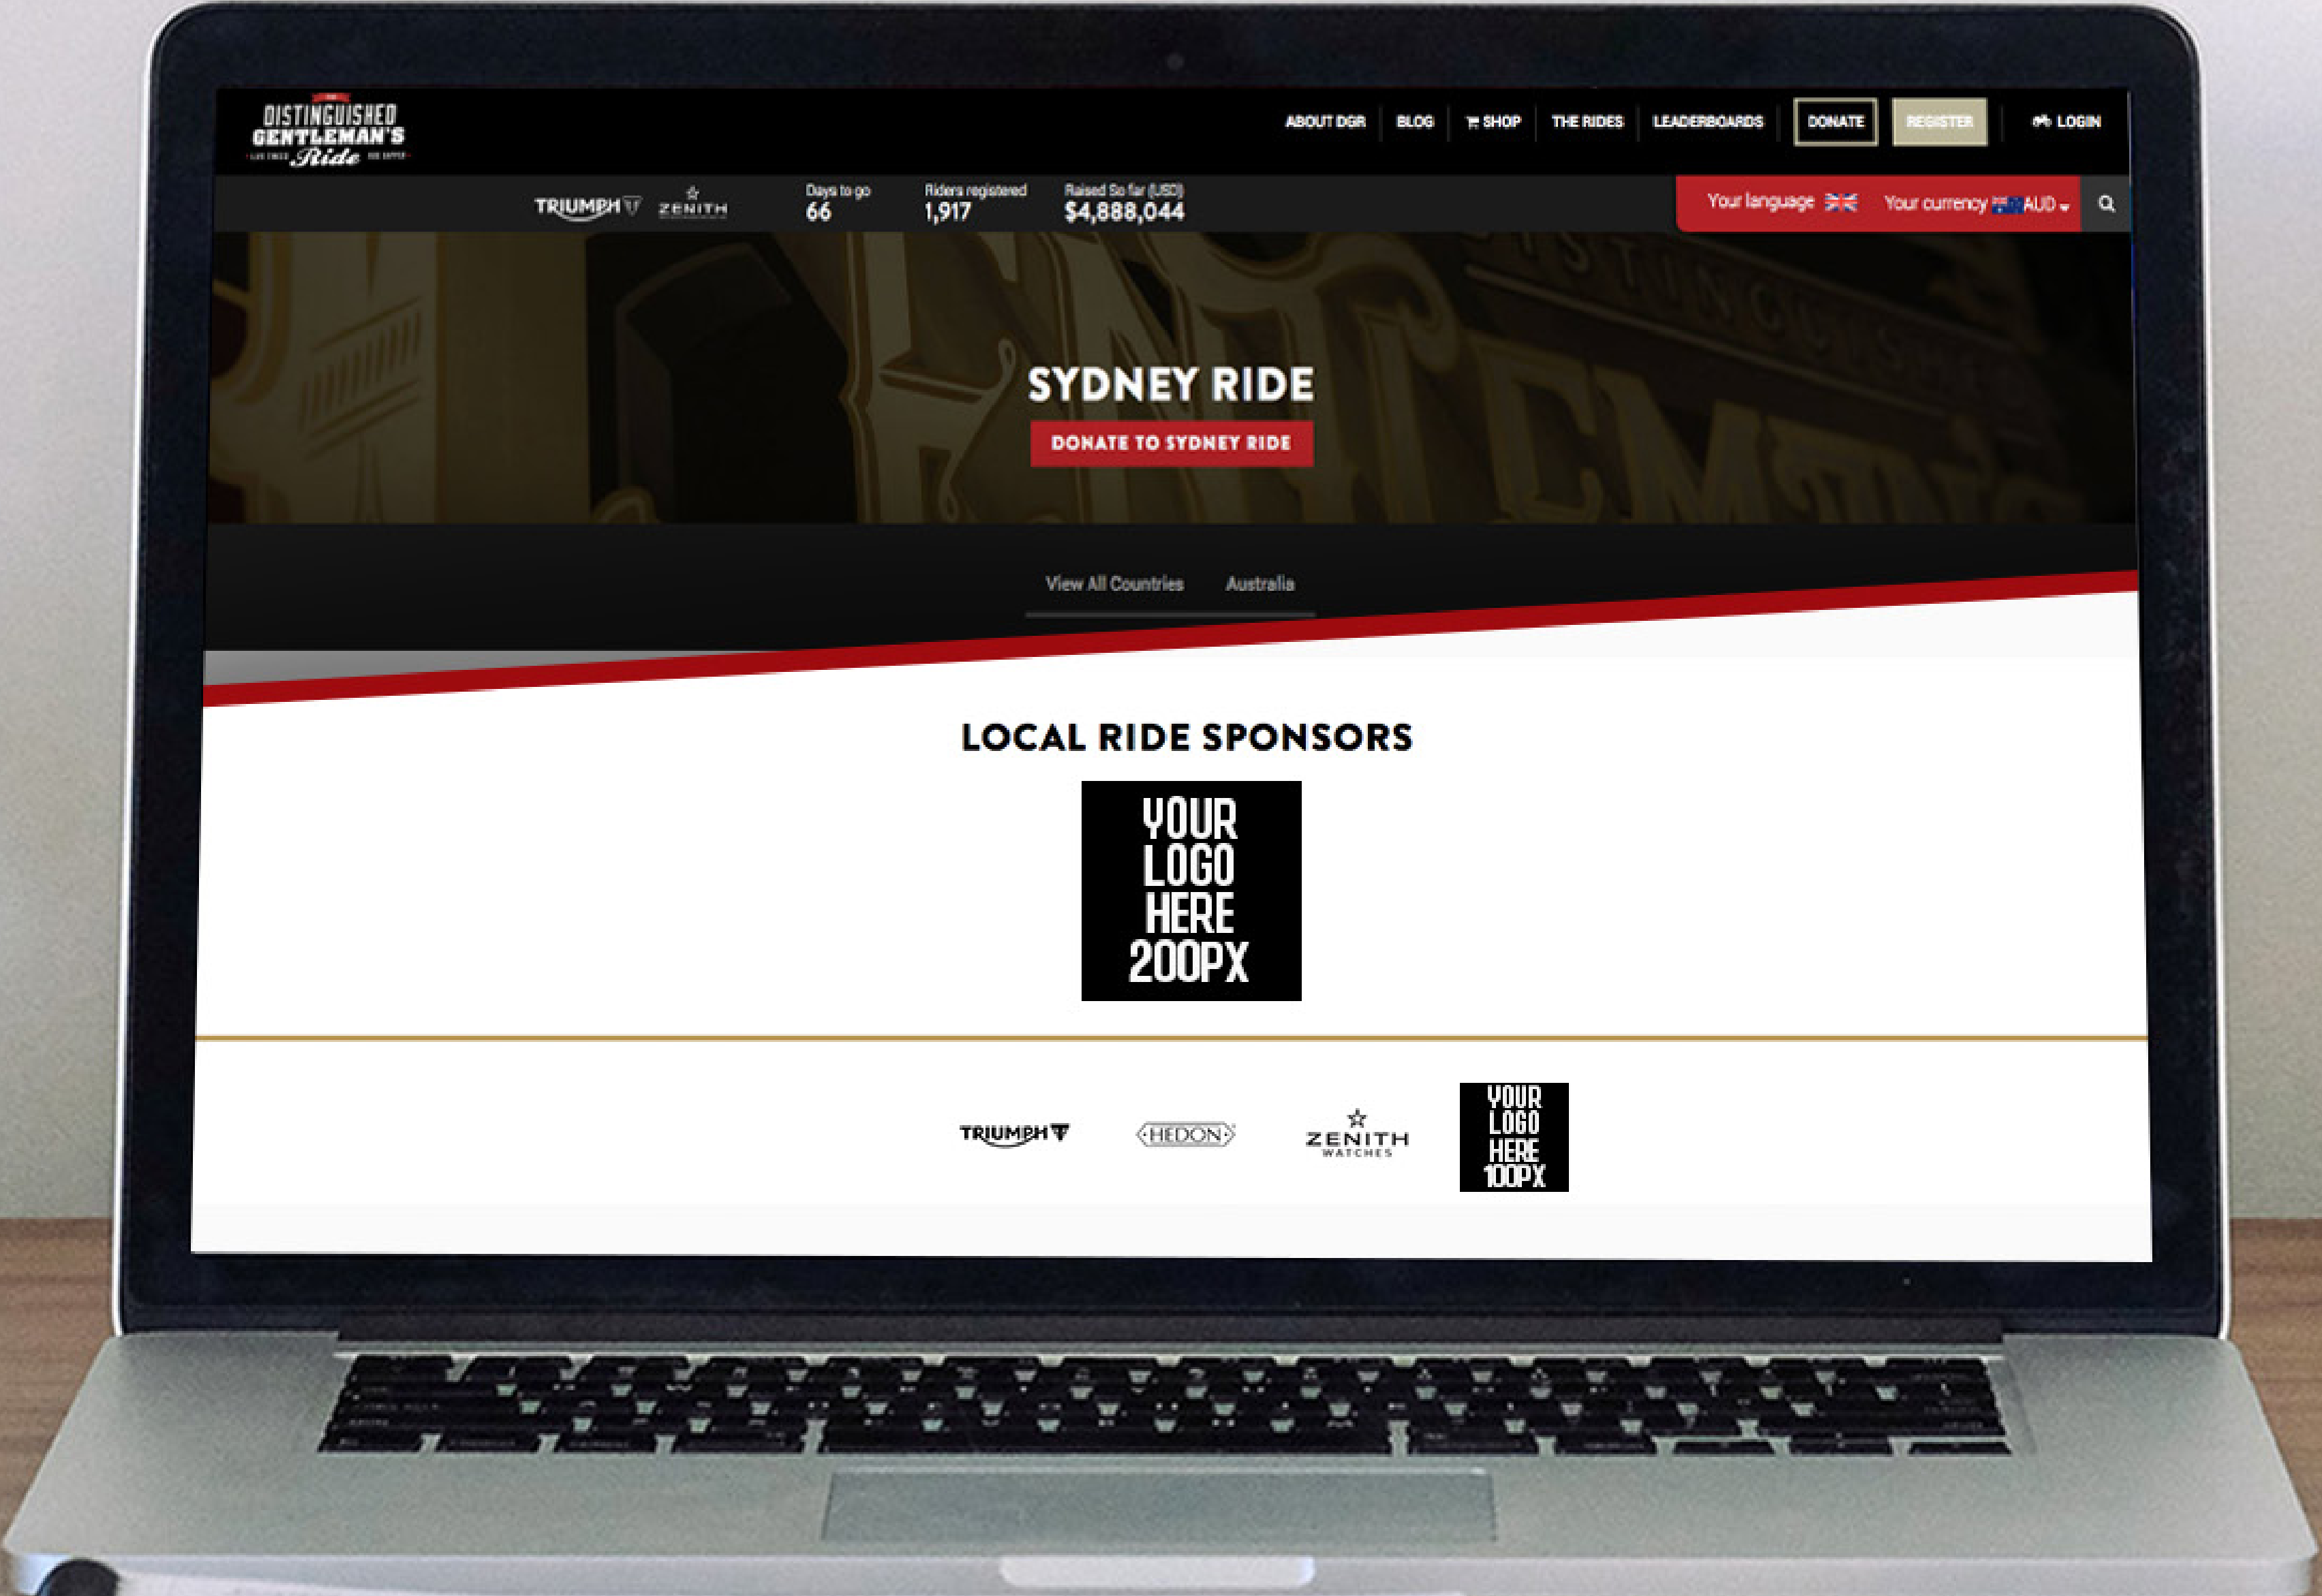 DISTINGUISHED
GENTLEMAN'S
Ride
ABOUT DGR
BLOG
SHOP
THE RIDES
LEADERBOARDS
DONATE
REGISTER
LOGIN
TRIUMPH
ZENITH
Days to go
66
Riders registered
1,917
Raised So far (USD)
$4,888,044
Your language
Your currency AUD
SYDNEY RIDE
DONATE TO SYDNEY RIDE
View All Countries
Australia
LOCAL RIDE SPONSORS
YOUR
LOGO
HERE
200PX
TRIUMPH
HEDON
ZENITH
WATCHES
YOUR
LOGO
HERE
100PX